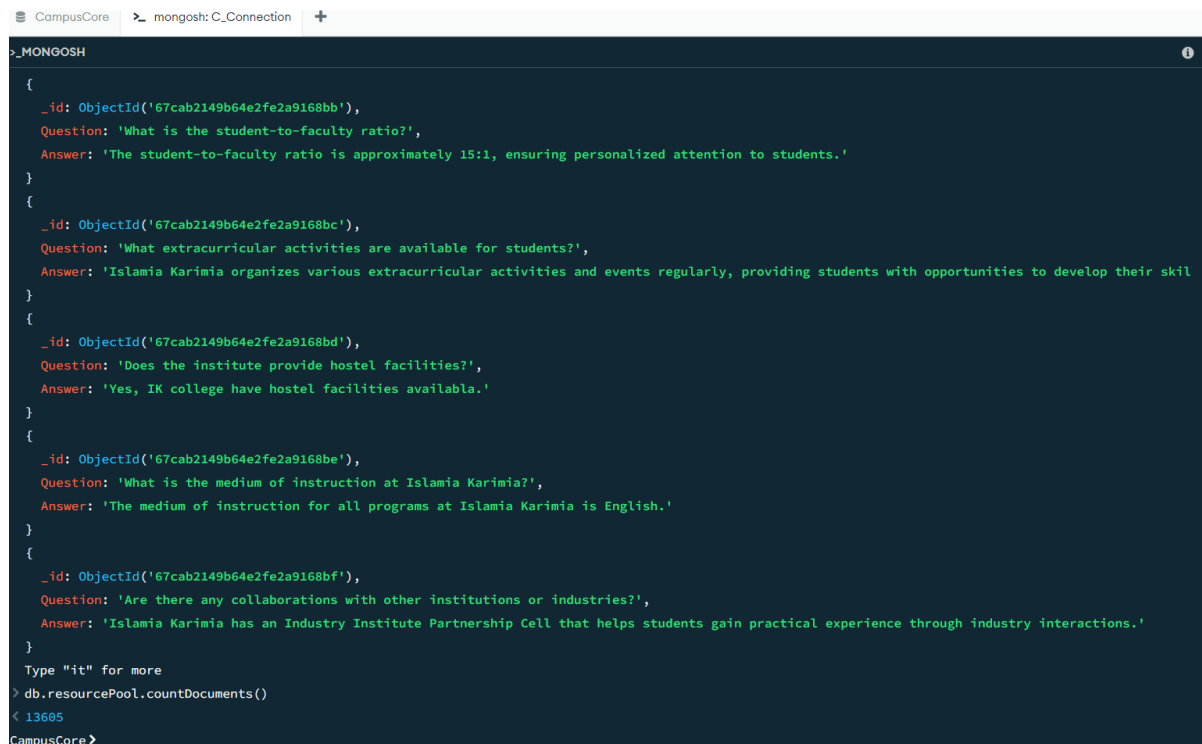 CampusCore >_ mongosh: C_Connection +
>_MONGOSH
{
_id: ObjectId('67cab2149b64e2fe2a9168bb'),
Question: 'What is the student-to-faculty ratio?',
Answer: 'The student-to-faculty ratio is approximately 15:1, ensuring personalized attention to students.'
}
{
_id: ObjectId('67cab2149b64e2fe2a9168bc'),
Question: 'What extracurricular activities are available for students?',
Answer: 'Islamia Karimia organizes various extracurricular activities and events regularly, providing students with opportunities to develop their skil
}
{
_id: ObjectId('67cab2149b64e2fe2a9168bd'),
Question: 'Does the institute provide hostel facilities?',
Answer: 'Yes, IK college have hostel facilities availabla.'
}
{
_id: ObjectId('67cab2149b64e2fe2a9168be'),
Question: 'What is the medium of instruction at Islamia Karimia?',
Answer: 'The medium of instruction for all programs at Islamia Karimia is English.'
}
{
_id: ObjectId('67cab2149b64e2fe2a9168bf'),
Question: 'Are there any collaborations with other institutions or industries?',
Answer: 'Islamia Karimia has an Industry Institute Partnership Cell that helps students gain practical experience through industry interactions.'
}
Type "it" for more
> db.resourcePool.countDocuments()
< 13605
CampusCore>